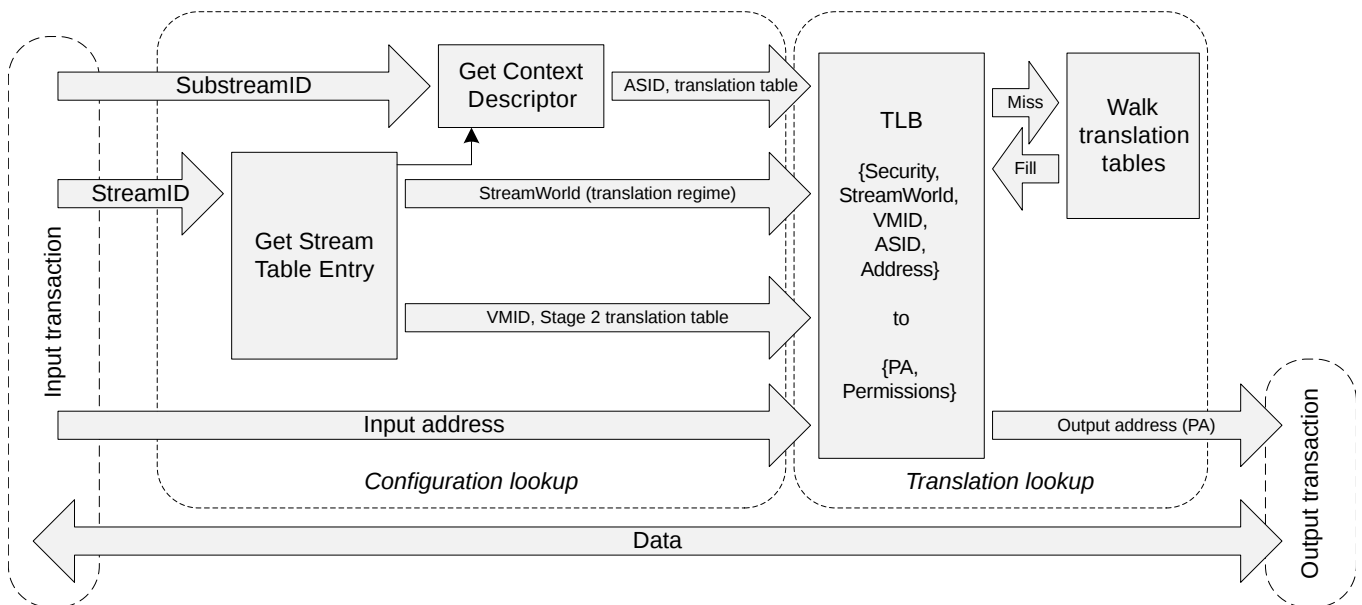 SubstreamID
Get Context
Descriptor
ASID, translation table
TLB
Miss
Walk
translation
tables
Fill
StreamID
Get Stream
Table Entry
StreamWorld (translation regime)
{Security,
StreamWorld,
VMID,
ASID,
Address}
VMID, Stage 2 translation table
to
{PA,
Permissions}
Input transaction
Input address
Output address (PA)
Configuration lookup
Translation lookup
Data
Output transaction